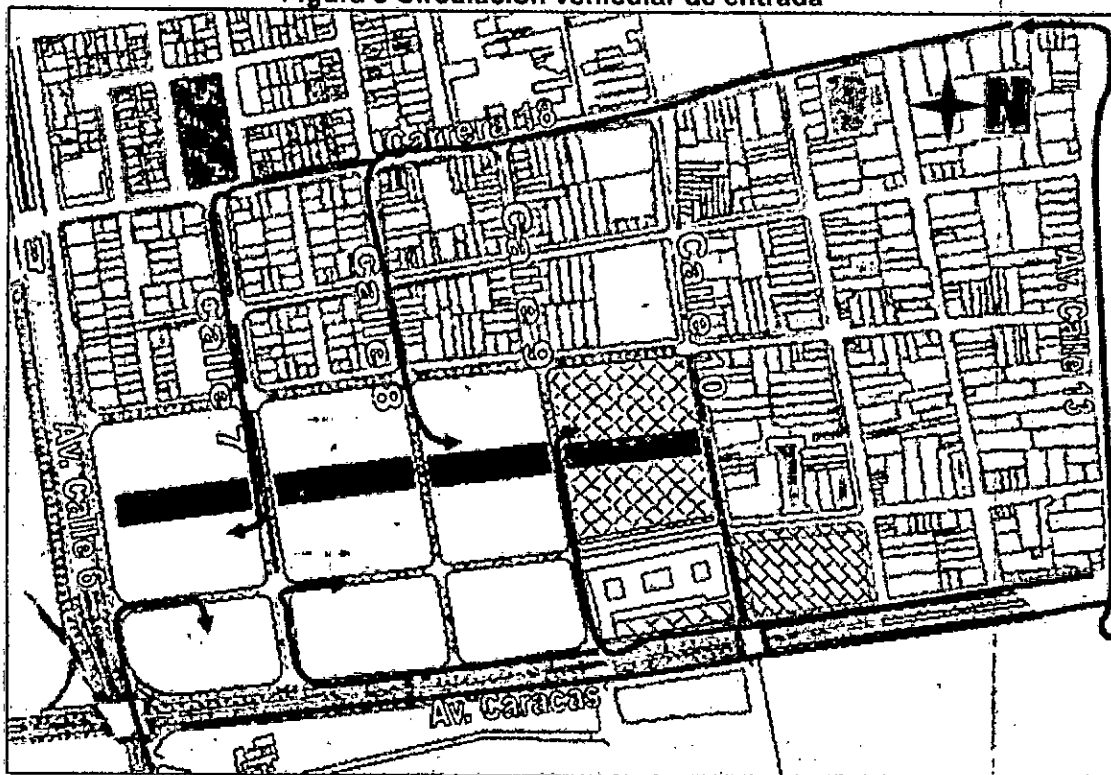 Figura 3 Circulación vehicular de entrada
N
Carrera 18
Calle 7
Calle 8
Calle 9
Calle 10
Av. Calle 13
Av. Calle 6
Av. Caracas